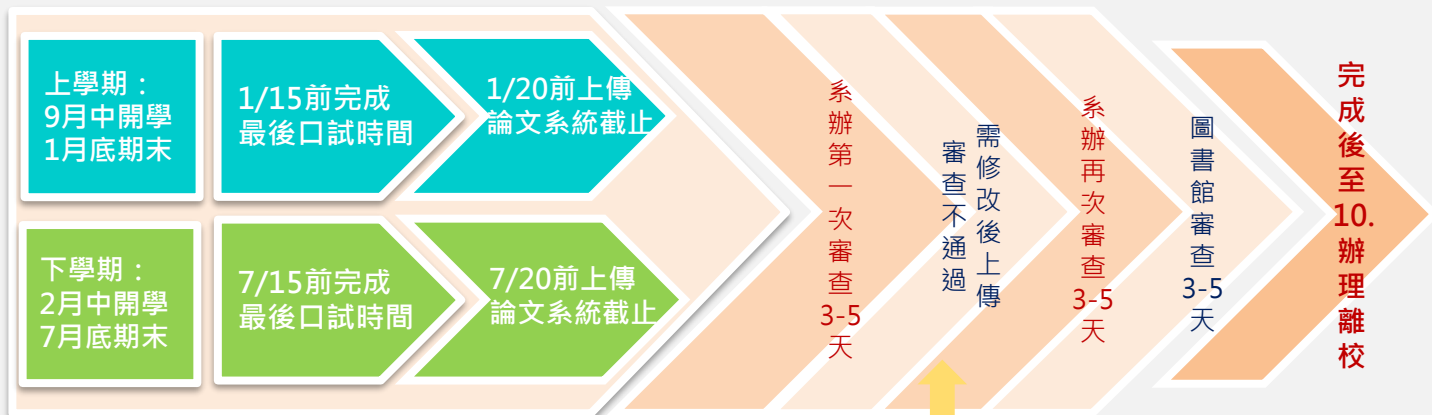 上學期：
9月中開學
1月底期末
1/15前完成
最後口試時間
1/20前上傳
論文系統截止
下學期：
2月中開學
7月底期末
7/15前完成
最後口試時間
7/20前上傳
論文系統截止
系辦第一次審查3-5天
審查不通過
需修改後上傳
系辦再次審查3-5天
圖書館審查3-5天
完成後至10.辦理離校